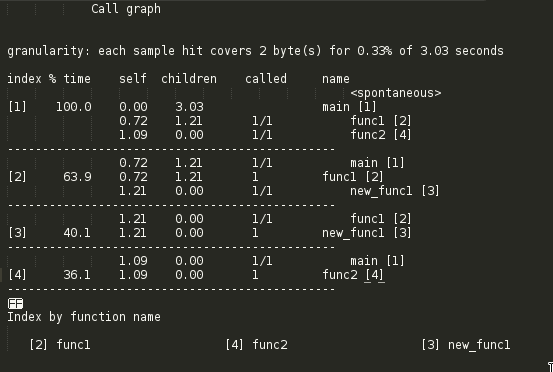 Call graph
granularity: each sample hit covers 2 byte(s) for 0.33% of 3.03 seconds
index % time self children called name
<spontaneous>
[1] 100.0 0.00 3.03 main [1]
0.72 1.21 1/1 func1 [2]
1.09 0.00 1/1 func2 [4]
-----------------------------------------------
0.72 1.21 1/1 main [1]
[2] 63.9 0.72 1.21 1 func1 [2]
1.21 0.00 1/1 new_func1 [3]
-----------------------------------------------
1.21 0.00 1/1 func1 [2]
[3] 40.1 1.21 0.00 1 new_func1 [3]
-----------------------------------------------
1.09 0.00 1/1 main [1]
[4] 36.1 1.09 0.00 1 func2 [4]
-----------------------------------------------
FF
Index by function name
[2] func1 [4] func2 [3] new_func1